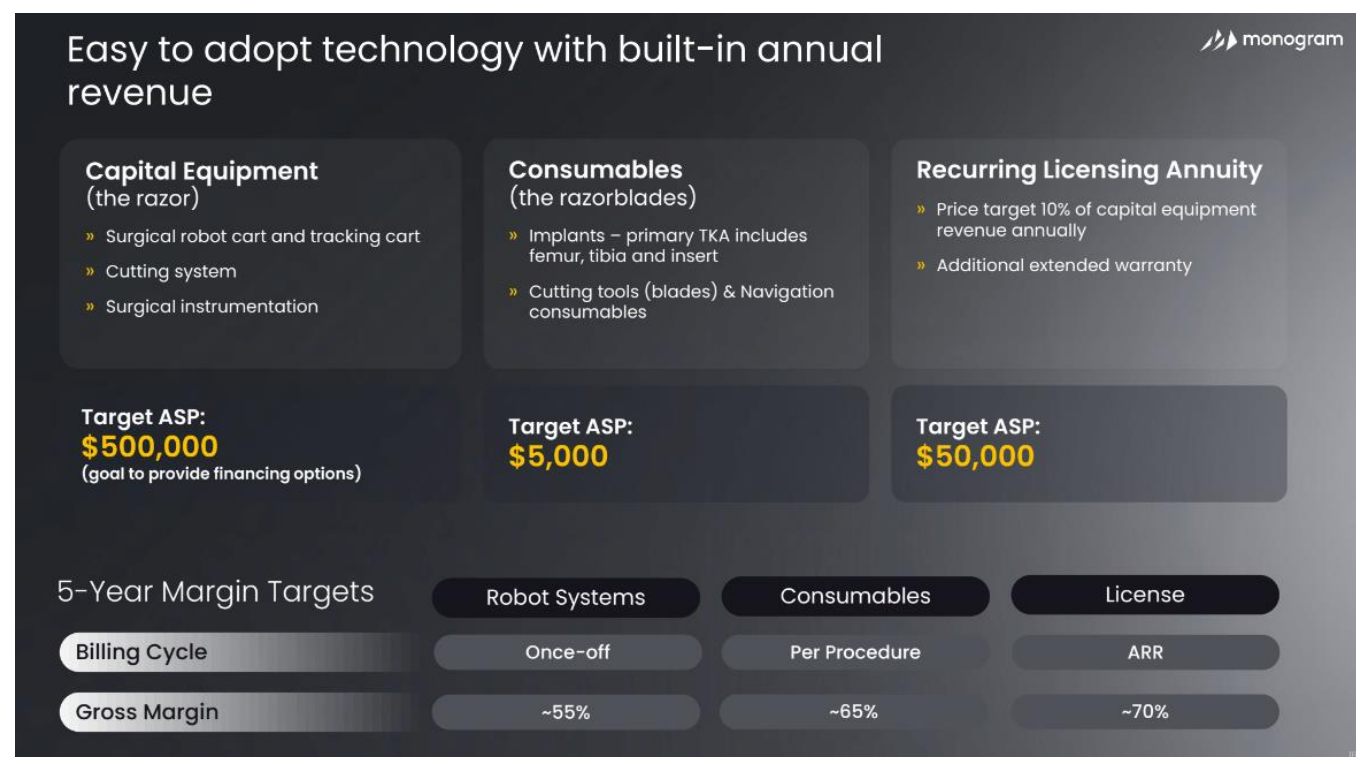 Easy to adopt technology with built-in annual
revenue
monogram
Capital Equipment
(the razor)
» Surgical robot cart and tracking cart
» Cutting system
» Surgical instrumentation
Consumables
(the razorblades)
» Implants – primary TKA includes
femur, tibia and insert
» Cutting tools (blades) & Navigation
consumables
Recurring Licensing Annuity
» Price target 10% of capital equipment
revenue annually
» Additional extended warranty
Target ASP:
$500,000
(goal to provide financing options)
Target ASP:
$5,000
Target ASP:
$50,000
5-Year Margin Targets
Robot Systems
Consumables
License
Billing Cycle
Once-off
Per Procedure
ARR
Gross Margin
~55%
~65%
~70%